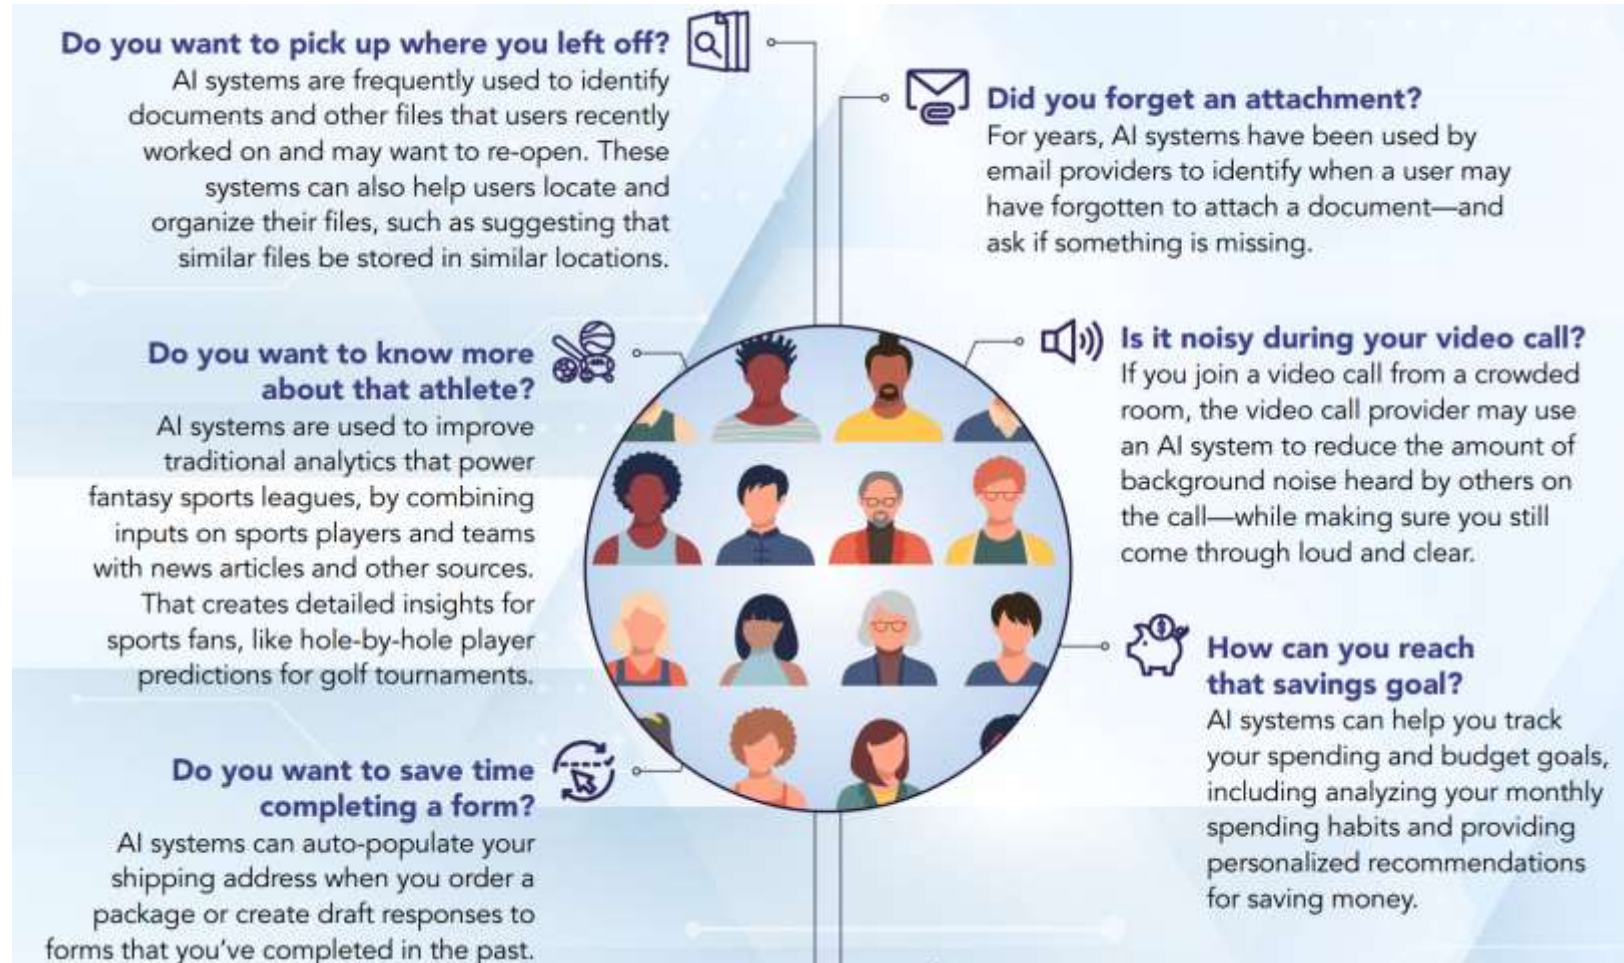 Do you want to pick up where you left off?
AI systems are frequently used to identify
documents and other files that users recently
worked on and may want to re-open. These
systems can also help users locate and
organize their files, such as suggesting that
similar files be stored in similar locations.
Did you forget an attachment?
For years, AI systems have been used by
email providers to identify when a user may
have forgotten to attach a document—and
ask if something is missing.
Do you want to know more
about that athlete?
AI systems are used to improve
traditional analytics that power
fantasy sports leagues, by combining
inputs on sports players and teams
with news articles and other sources.
That creates detailed insights for
sports fans, like hole-by-hole player
predictions for golf tournaments.
Is it noisy during your video call?
If you join a video call from a crowded
room, the video call provider may use
an AI system to reduce the amount of
background noise heard by others on
the call—while making sure you still
come through loud and clear.
How can you reach
that savings goal?
AI systems can help you track
your spending and budget goals,
including analyzing your monthly
spending habits and providing
personalized recommendations
for saving money.
Do you want to save time
completing a form?
AI systems can auto-populate your
shipping address when you order a
package or create draft responses to
forms that you've completed in the past.